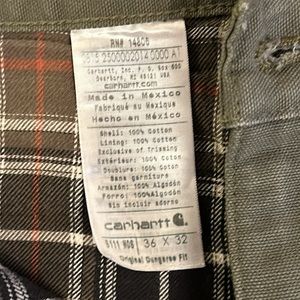 RN# 14806
Carhartt, Inc. P. O. Box 600
Dearborn, MI 48121 USA
carhartt.com
Made in Mexico
Fabriqué au Mexique
Hecho en México
Shell: 100% Cotton
Lining: 100% Cotton
Exclusive of Trimming
Extérieur: 100% Coton
Doublure: 100% Coton
Sans garniture
Armazón: 100% Algodón
Forro: 100% Algodón
Sin incluir adorno
carhartt
B111 MOS 36 X 32
Original Dungaree Fit